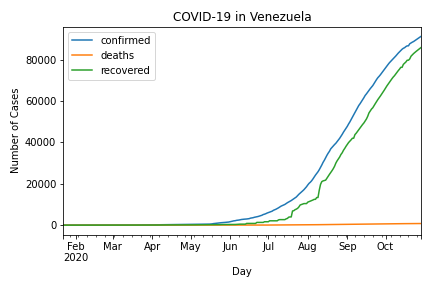 COVID-19 in Venezuela
confirmed
deaths
recovered
Number of Cases
80000
60000
40000
20000
0
Feb Mar Apr May Jun Jul Aug Sep Oct
2020
Day